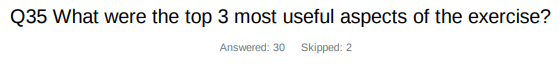 Q35 What were the top 3 most useful aspects of the exercise?
Answered: 30 Skipped: 2